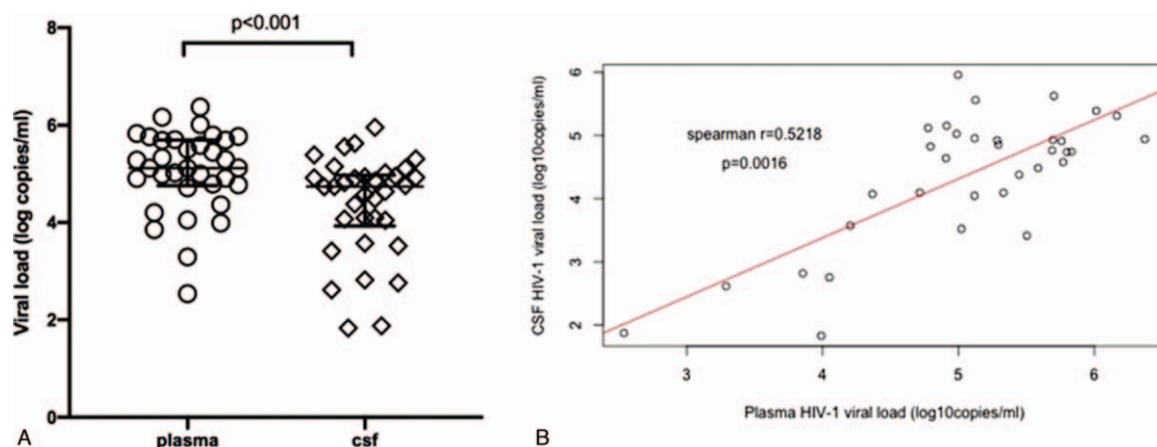 p<0.001
8
6
4
2
0
Viral load (log copies/ml)
plasma csf
A
spearman r=0.5218
p=0.0016
6
5
4
3
2
CSF HIV-1 viral load (log10copies/ml)
3 4 5 6
Plasma HIV-1 viral load (log10copies/ml)
B